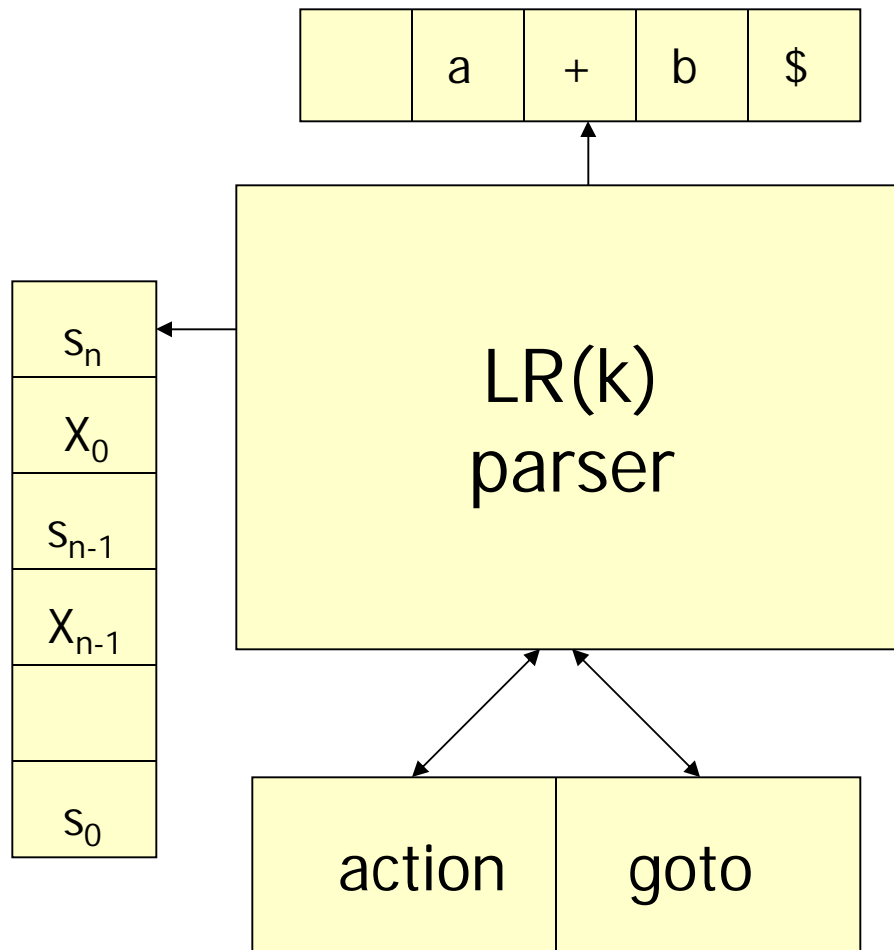 a + b $
LR(k)
parser
sₙ
X₀
sₙ₋₁
Xₙ₋₁
s₀
action goto